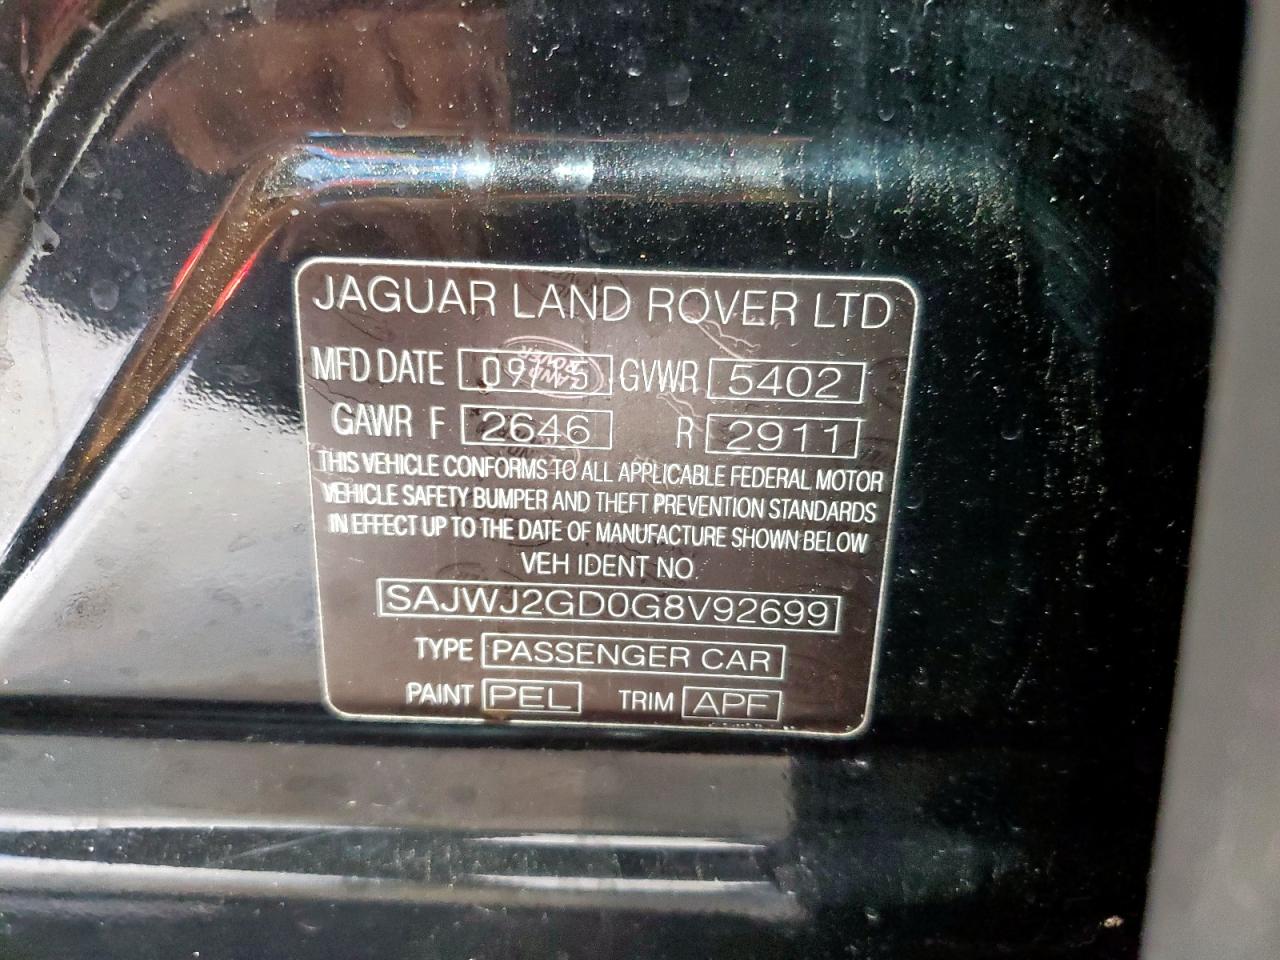 JAGUAR LAND ROVER LTD
MFD DATE 09/15 GVWR 5402
GAWR F 2646 R 2911
THIS VEHICLE CONFORMS TO ALL APPLICABLE FEDERAL MOTOR
VEHICLE SAFETY BUMPER AND THEFT PREVENTION STANDARDS
IN EFFECT UP TO THE DATE OF MANUFACTURE SHOWN BELOW
VEH IDENT NO
SAJWJ2GD0G8V92699
TYPE PASSENGER CAR
PAINT PEL TRIM APF